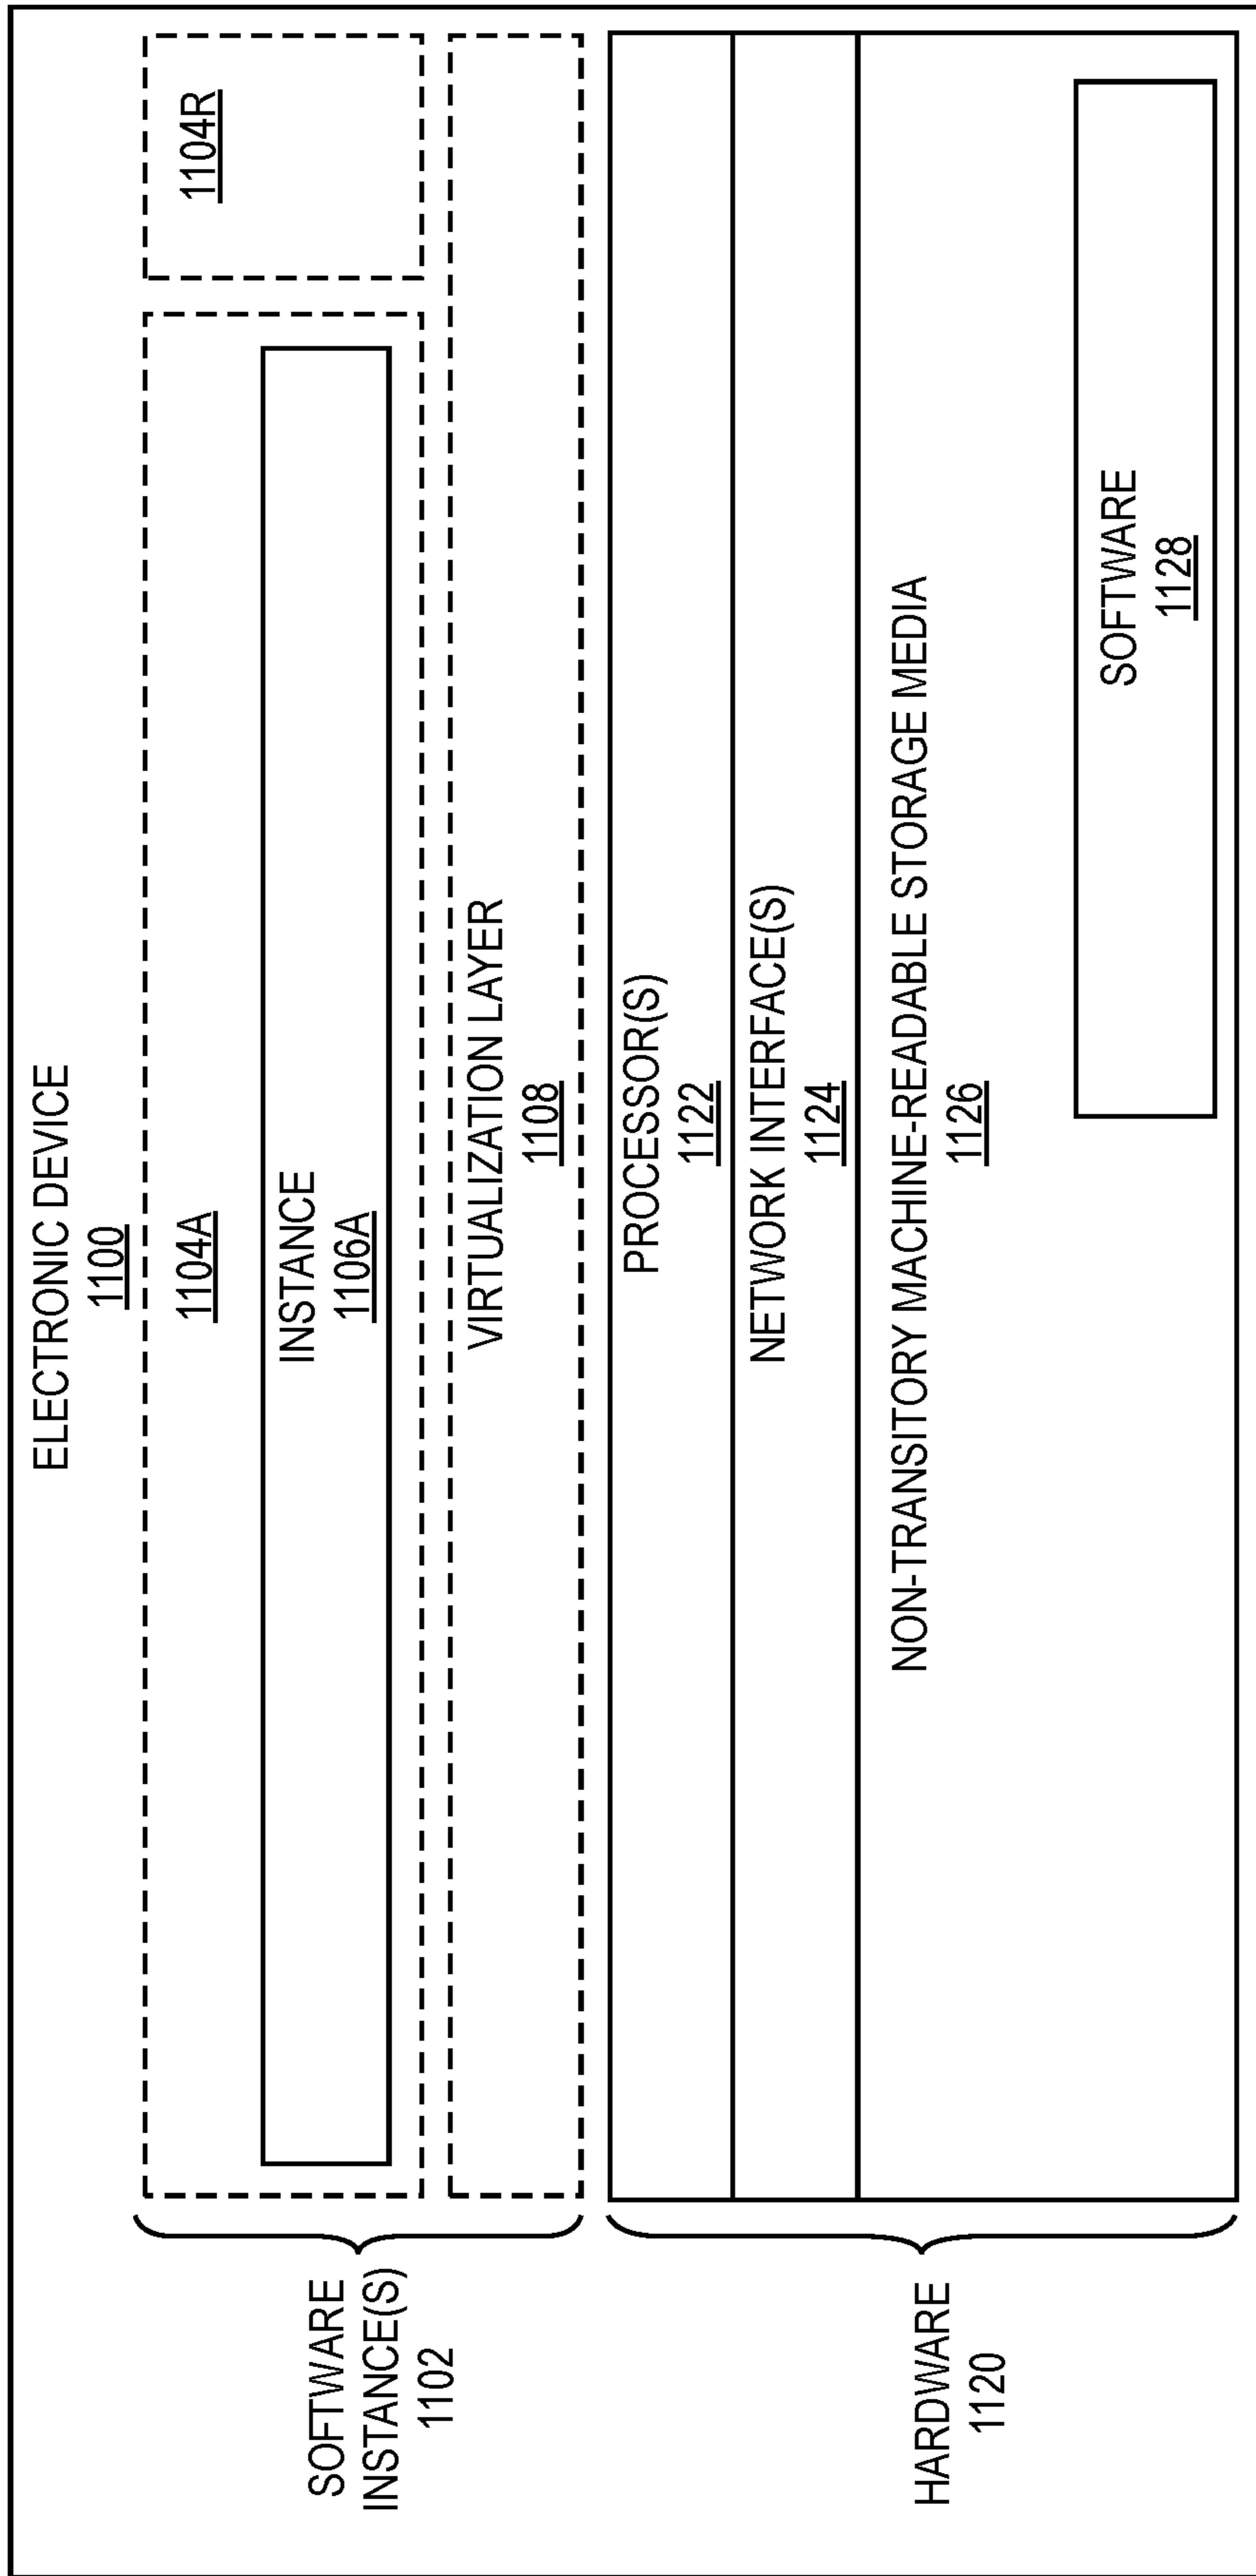 ELECTRONIC DEVICE
1100
SOFTWARE
INSTANCE(S)
1102
1104A
1104R
INSTANCE
1106A
VIRTUALIZATION LAYER
1108
HARDWARE
1120
PROCESSOR(S)
1122
NETWORK INTERFACE(S)
1124
NON-TRANSITORY MACHINE-READABLE STORAGE MEDIA
1126
SOFTWARE
1128